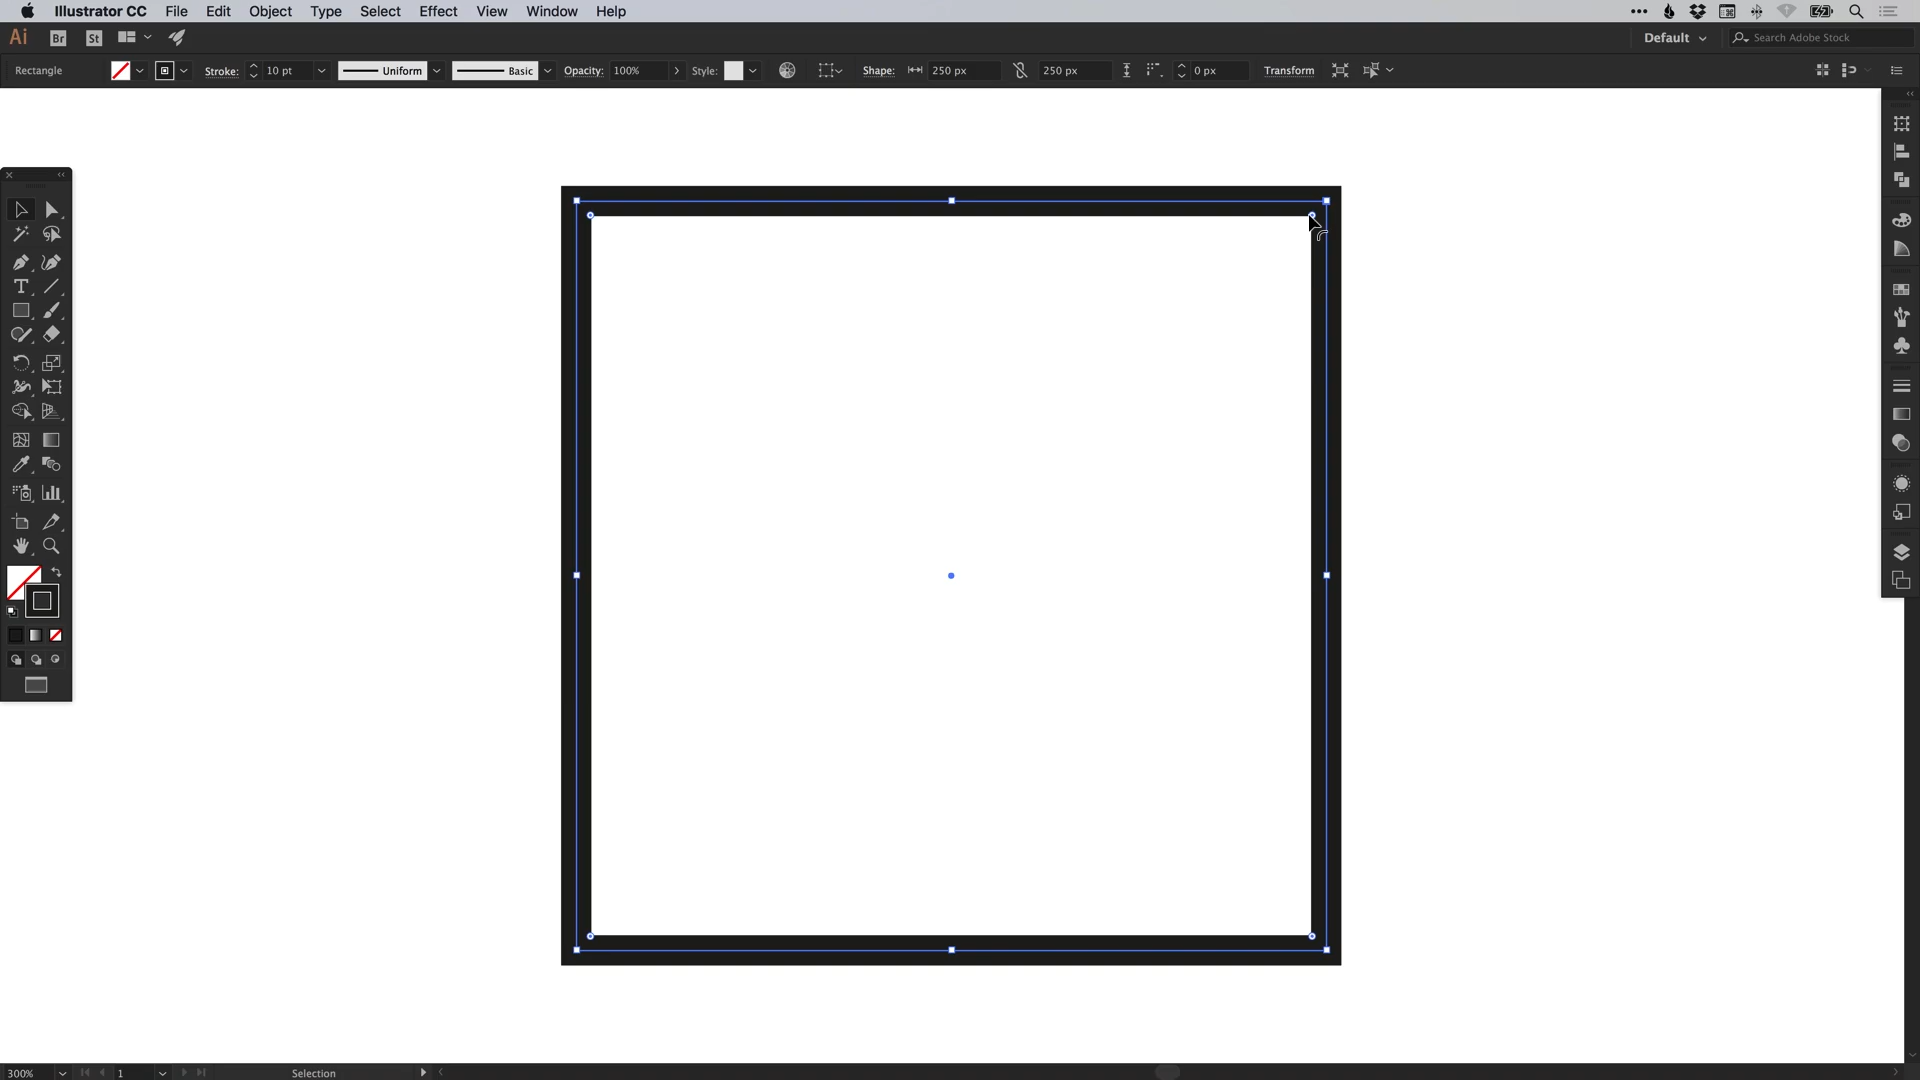 Illustrator CC File Edit Object Type Select Effect View Window Help
Ai Br St Default Search Adobe Stock
Rectangle Stroke: 10 pt Uniform Basic Opacity: 100% Style: Shape: 250 px 250 px 0 px Transform
300% 1 Selection